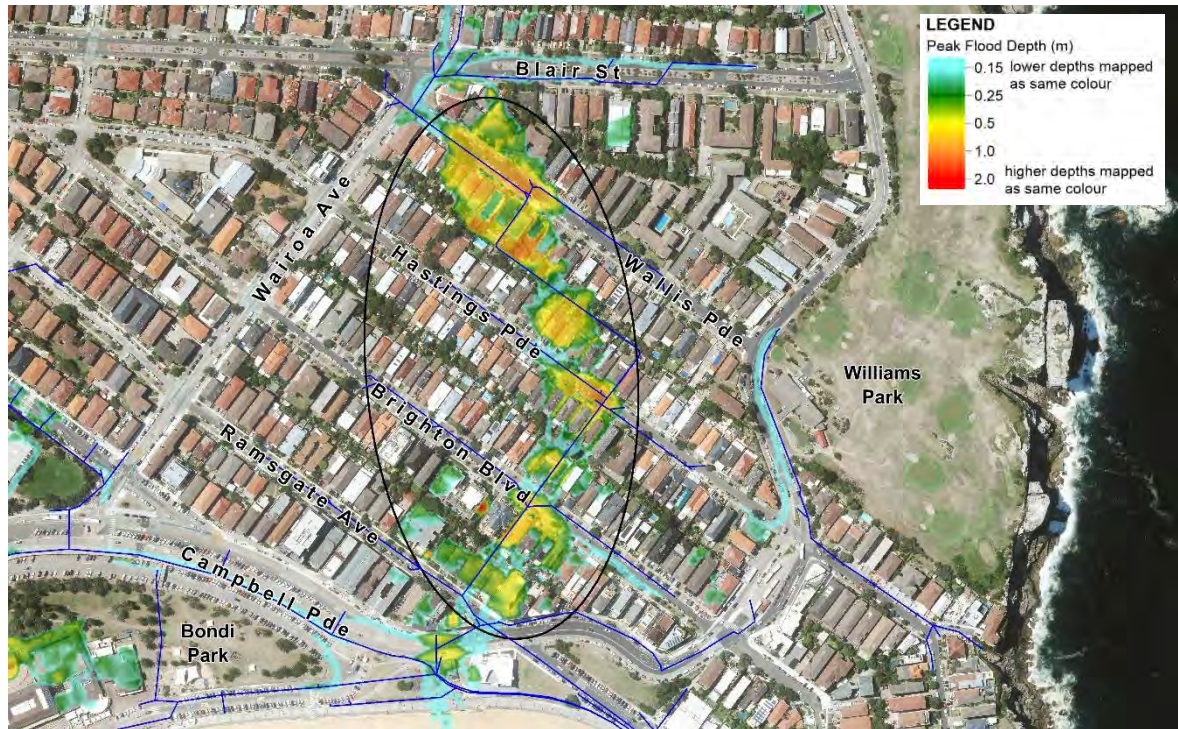 LEGEND
Peak Flood Depth (m)
0.15 lower depths mapped
as same colour
0.25
0.5
1.0
higher depths mapped
2.0 as same colour
Blair St
Wairoa Ave
Wallis Pde
Hastings Pde
Williams
Park
Brighton Blvd
Ramsgate Ave
Campbell Pde
Bondi
Park